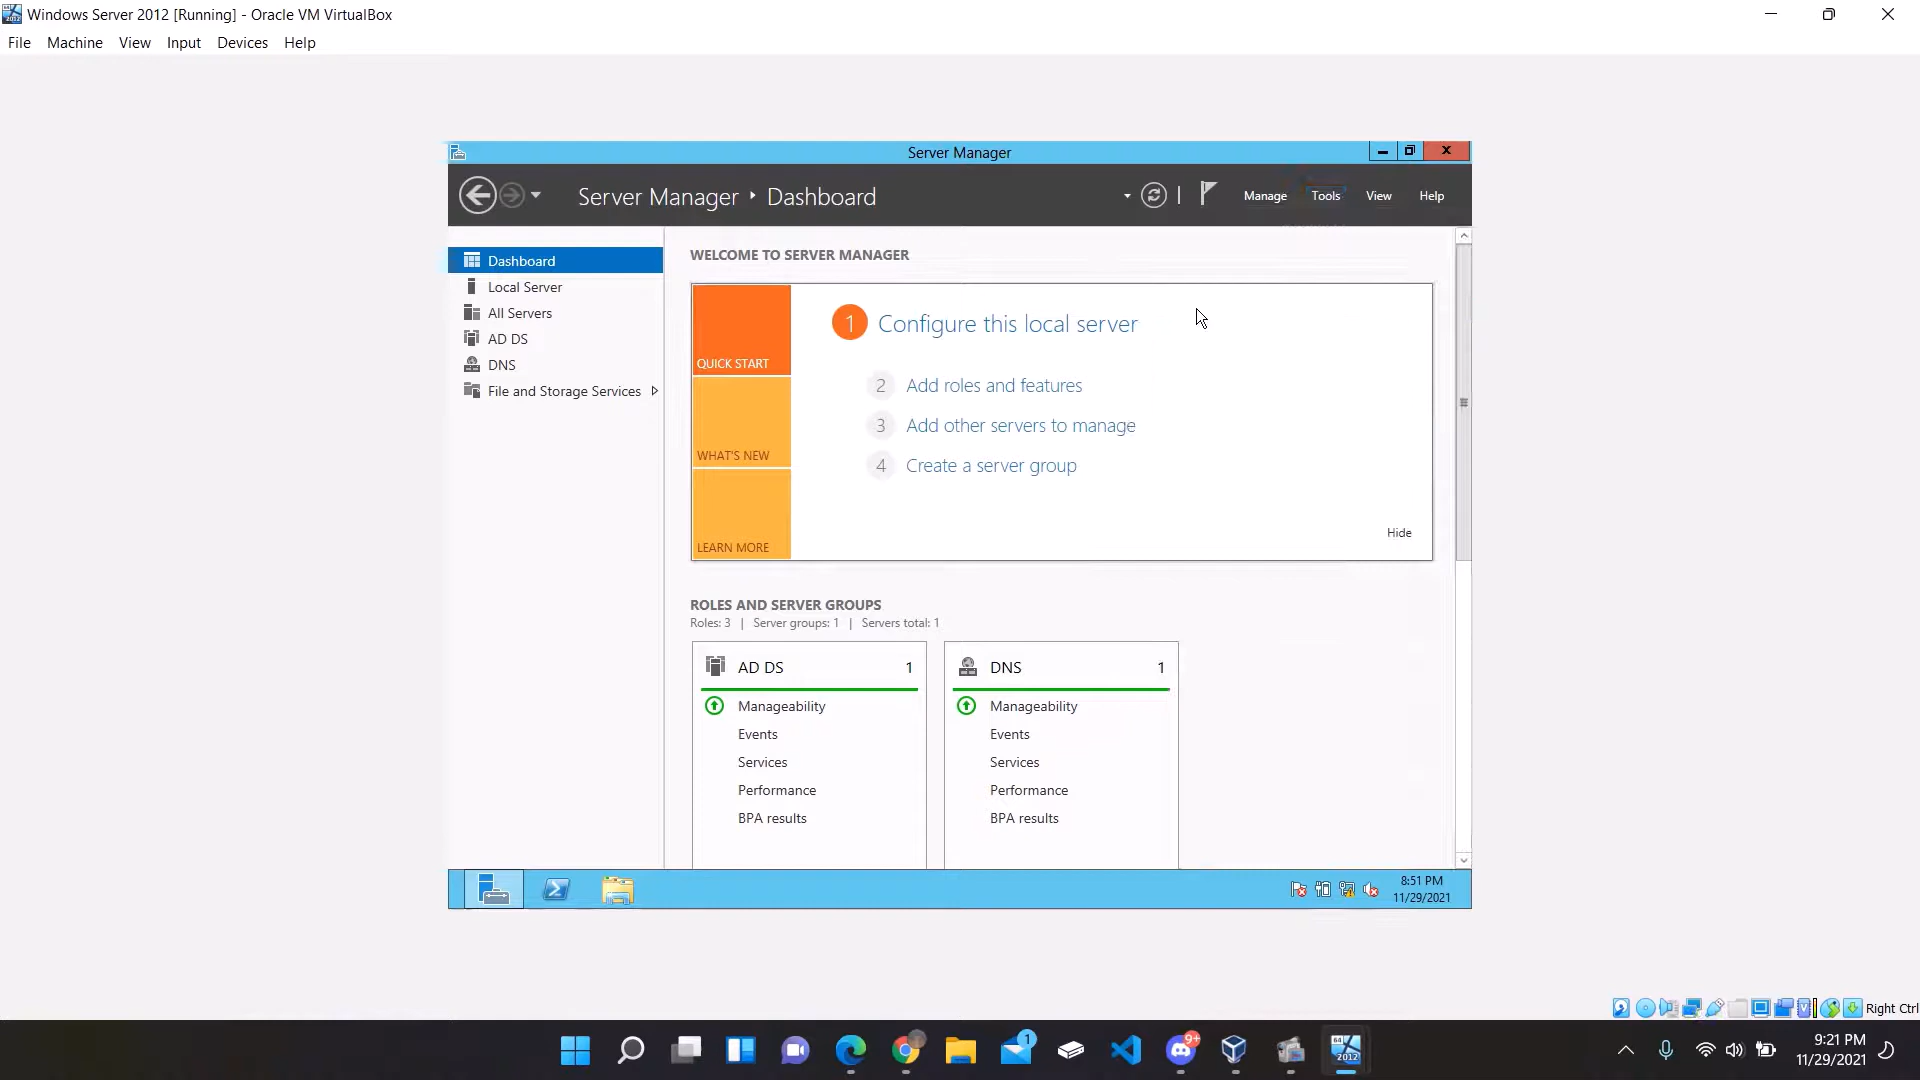 Windows Server 2012 [Running] - Oracle VM VirtualBox
File Machine View Input Devices Help
Server Manager
Server Manager ‣ Dashboard
Manage Tools View Help
Dashboard
Local Server
All Servers
AD DS
DNS
File and Storage Services
WELCOME TO SERVER MANAGER
QUICK START
WHAT'S NEW
LEARN MORE
1 Configure this local server
2 Add roles and features
3 Add other servers to manage
4 Create a server group
Hide
ROLES AND SERVER GROUPS
Roles: 3 | Server groups: 1 | Servers total: 1
AD DS 1
Manageability
Events
Services
Performance
BPA results
DNS 1
Manageability
Events
Services
Performance
BPA results
8:51 PM
11/29/2021
Right Ctrl
1
9+
64
2012
9:21 PM
11/29/2021